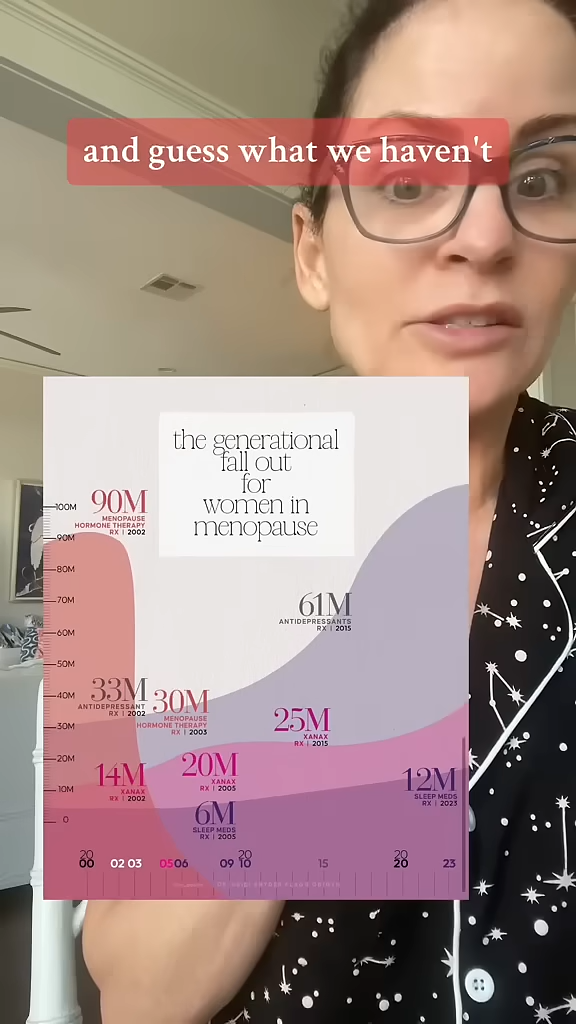 and guess what we haven't
the generational
fall out
for
women in
menopause
100M
90M
80M
70M
60M
50M
40M
30M
20M
10M
0
90M
MENOPAUSE
HORMONE THERAPY
RX | 2002
61M
ANTIDEPRESSANTS
RX | 2015
33M
ANTIDEPRESSANT
RX | 2002
30M
MENOPAUSE
HORMONE THERAPY
RX | 2003
25M
XANAX
RX | 2015
14M
XANAX
RX | 2002
20M
XANAX
RX | 2005
12M
SLEEP MEDS
RX | 2023
6M
SLEEP MEDS
RX | 2005
20 00 02 03 05 06 09 20 10 15 20 20 23